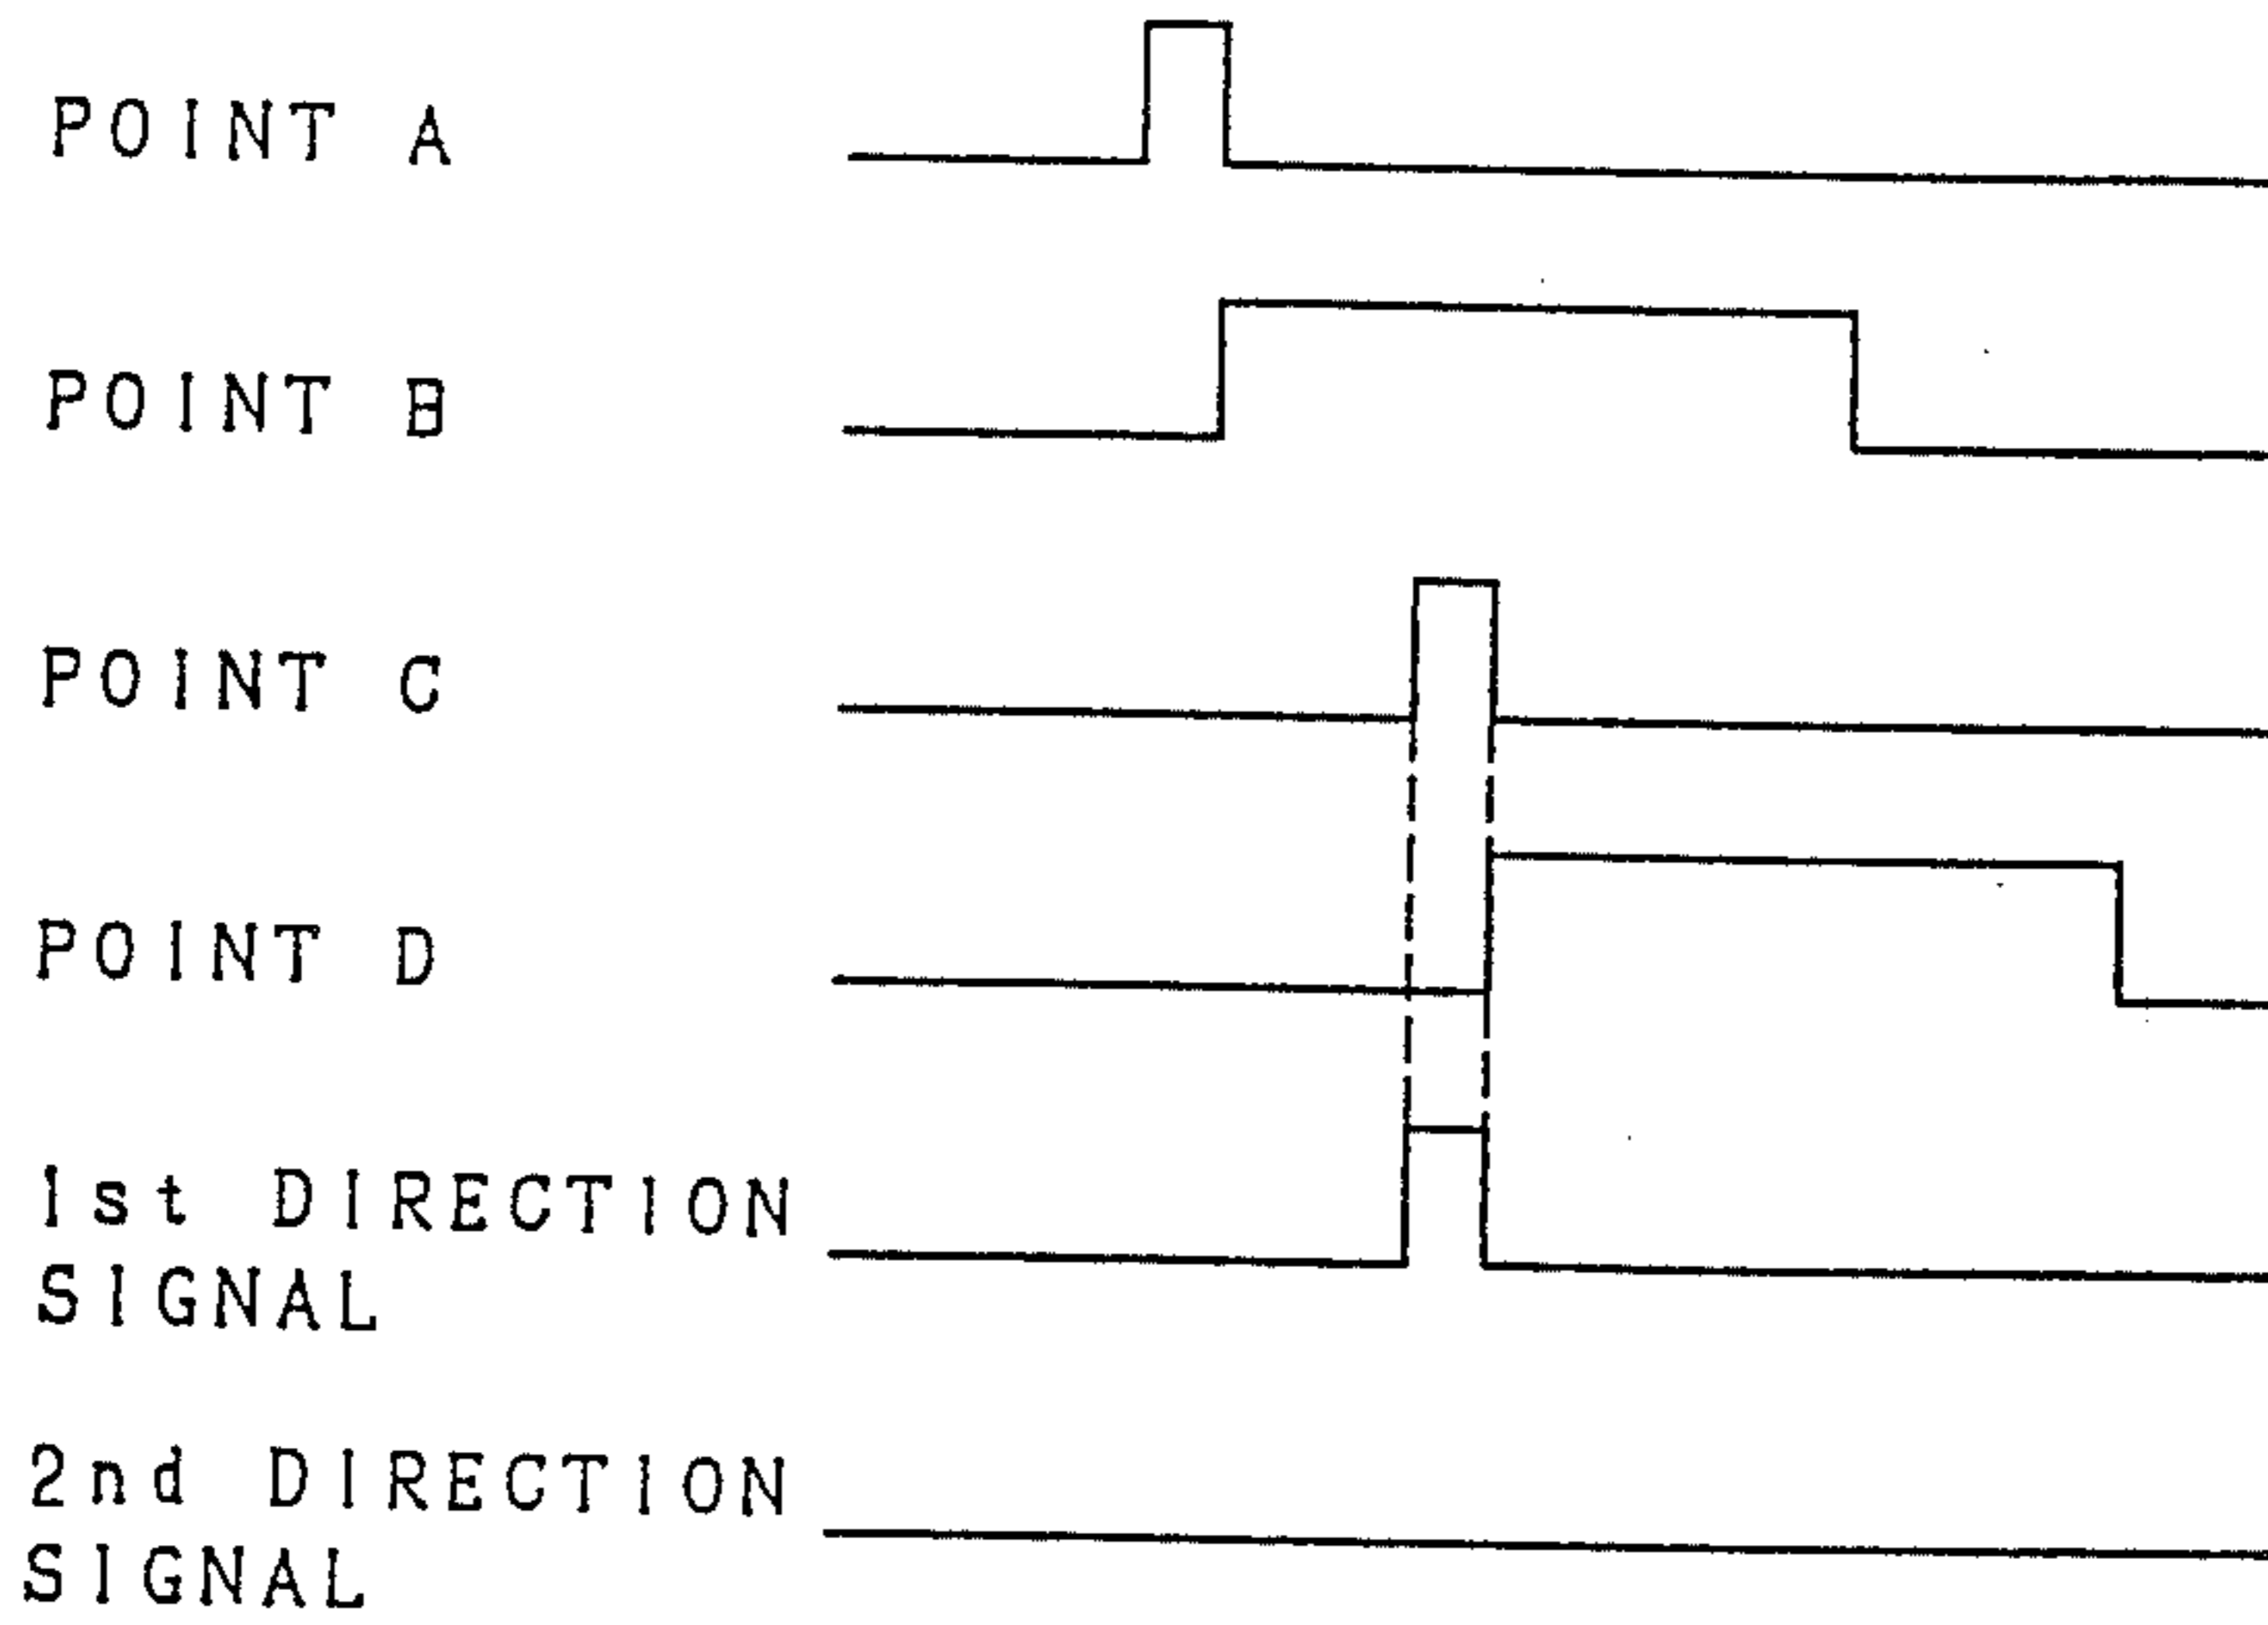 POINT A
POINT B
POINT C
POINT D
1st DIRECTION
SIGNAL
2nd DIRECTION
SIGNAL